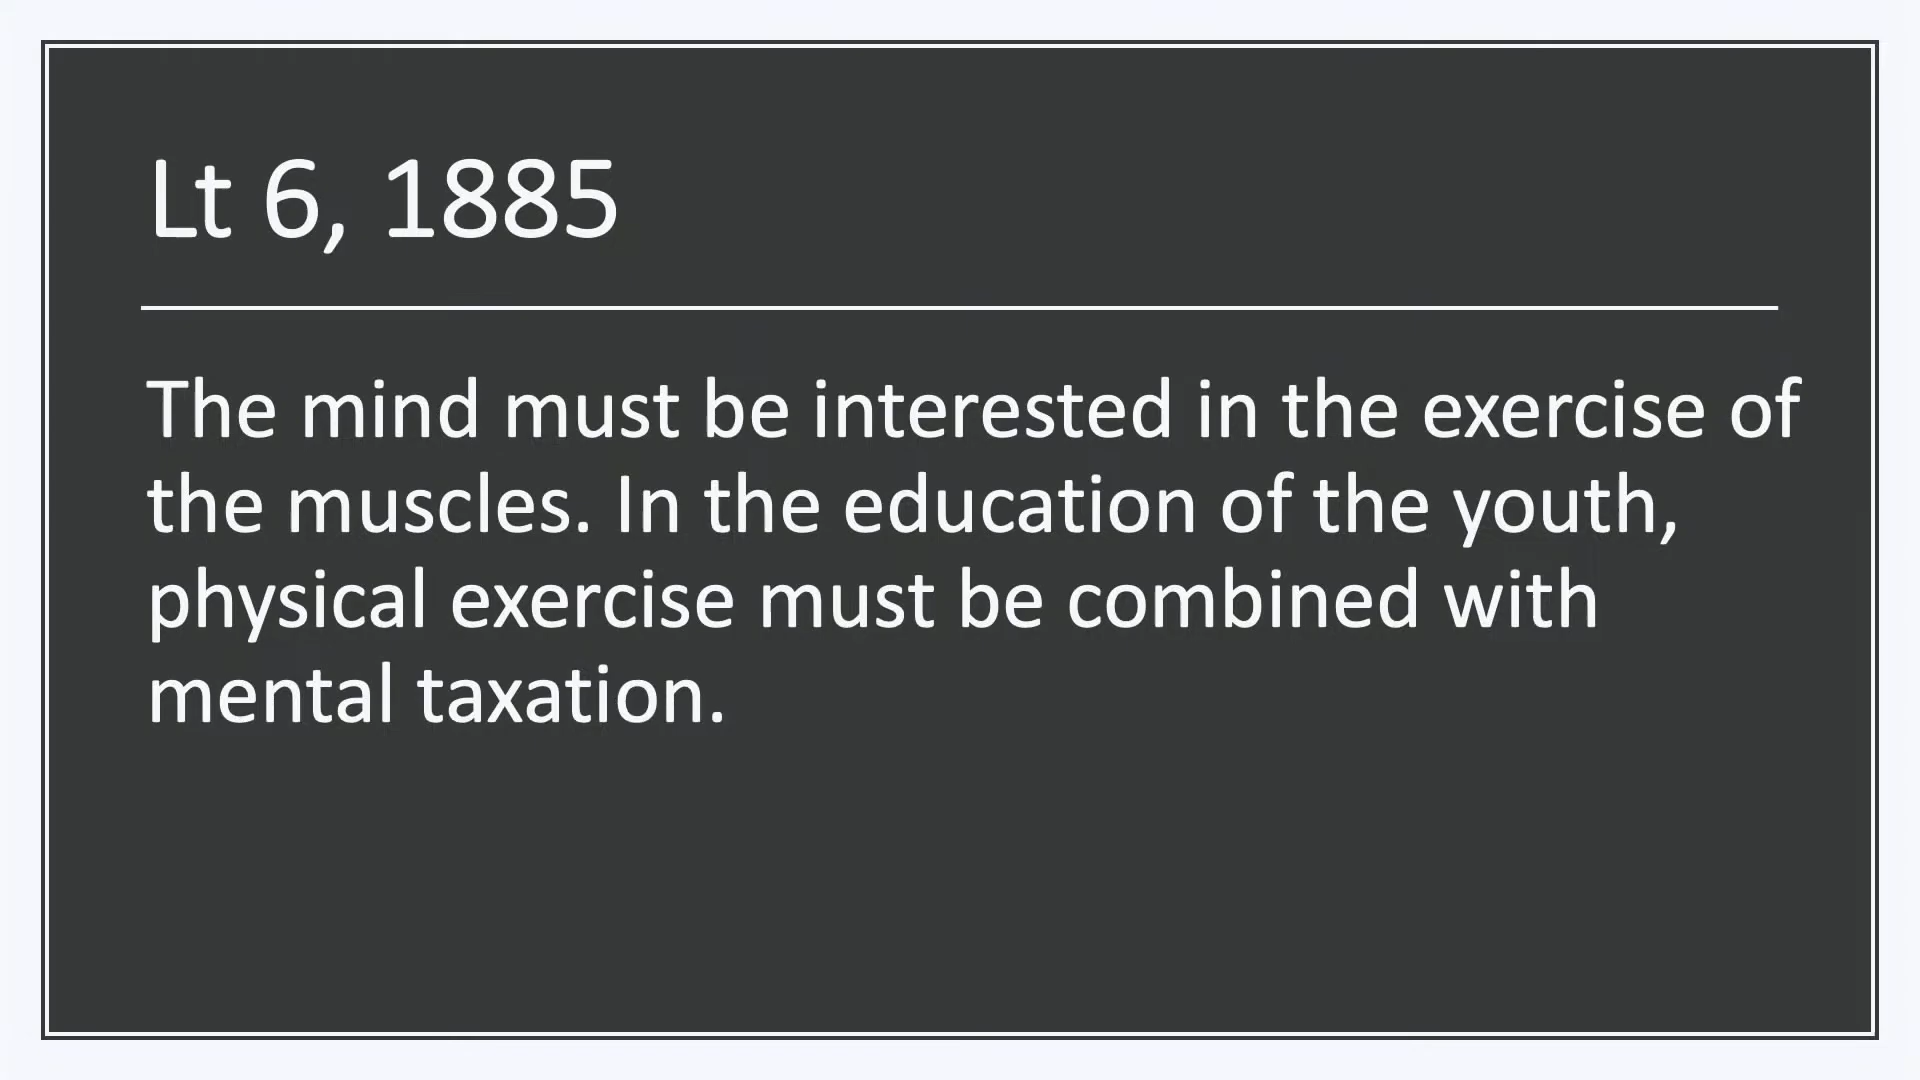 Lt 6, 1885
The mind must be interested in the exercise of
the muscles. In the education of the youth,
physical exercise must be combined with
mental taxation.